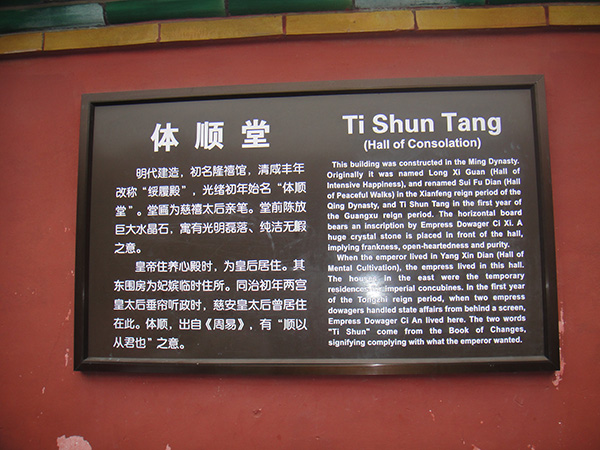 体 顺 堂
明代建造，初名隆禧馆，清咸丰年
改称“绥履殿”，光绪初年始名“体顺
堂”。堂匾为慈禧太后亲笔。堂前陈放
巨大水晶石，寓有光明磊落、纯洁无瑕
之意。
皇帝住养心殿时，为皇后居住。其
东围房为妃嫔临时住所。同治初年两宫
皇太后垂帘听政时，慈安皇太后曾居住
在此。体顺，出自《周易》，有“顺以
从君也”之意。
Ti Shun Tang
(Hall of Consolation)
This building was constructed in the Ming Dynasty.
Originally it was named Long Xi Guan (Hall of
Intensive Happiness), and renamed Sui Fu Dian (Hall
of Peaceful Walks) in the Xianfeng reign period of the
Qing Dynasty, and Ti Shun Tang in the first year of
the Guangxu reign period. The horizontal board
bears an inscription by Empress Dowager Ci Xi. A
huge crystal stone is placed in front of the hall,
implying frankness, open-heartedness and purity.
When the emperor lived in Yang Xin Dian (Hall of
Mental Cultivation), the empress lived in this hall.
The houses in the east were the temporary
residences imperial concubines. In the first year
of the Tongzhi reign period, when two empress
dowagers handled state affairs from behind a screen,
Empress Dowager Ci An lived here. The two words
"Ti Shun" come from the Book of Changes,
signifying complying with what the emperor wanted.